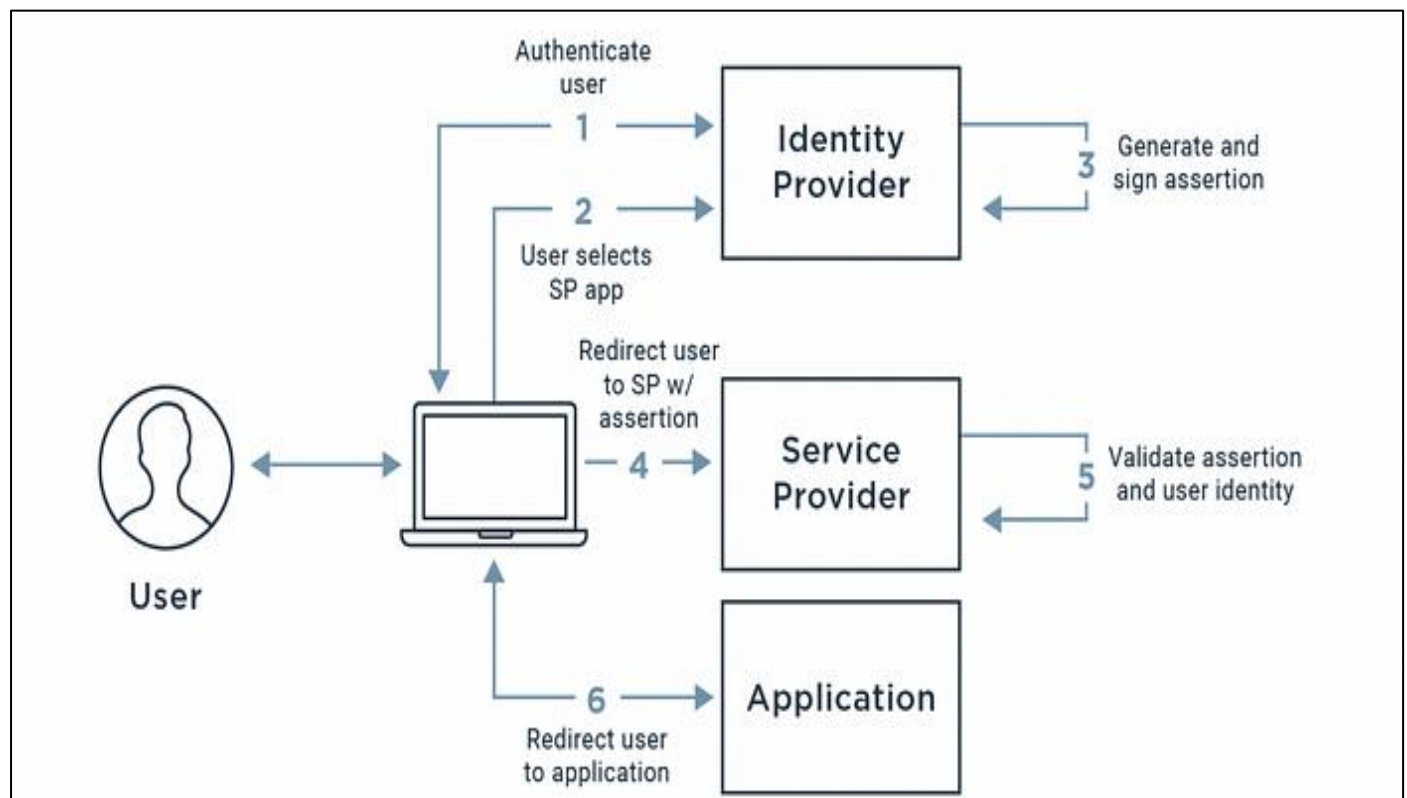 Authenticate
user
1
Identity
Provider
3
Generate and
sign assertion
2
User selects
SP app
Redirect user
to SP w/
assertion
4
Service
Provider
5
Validate assertion
and user identity
User
6
Redirect user
to application
Application